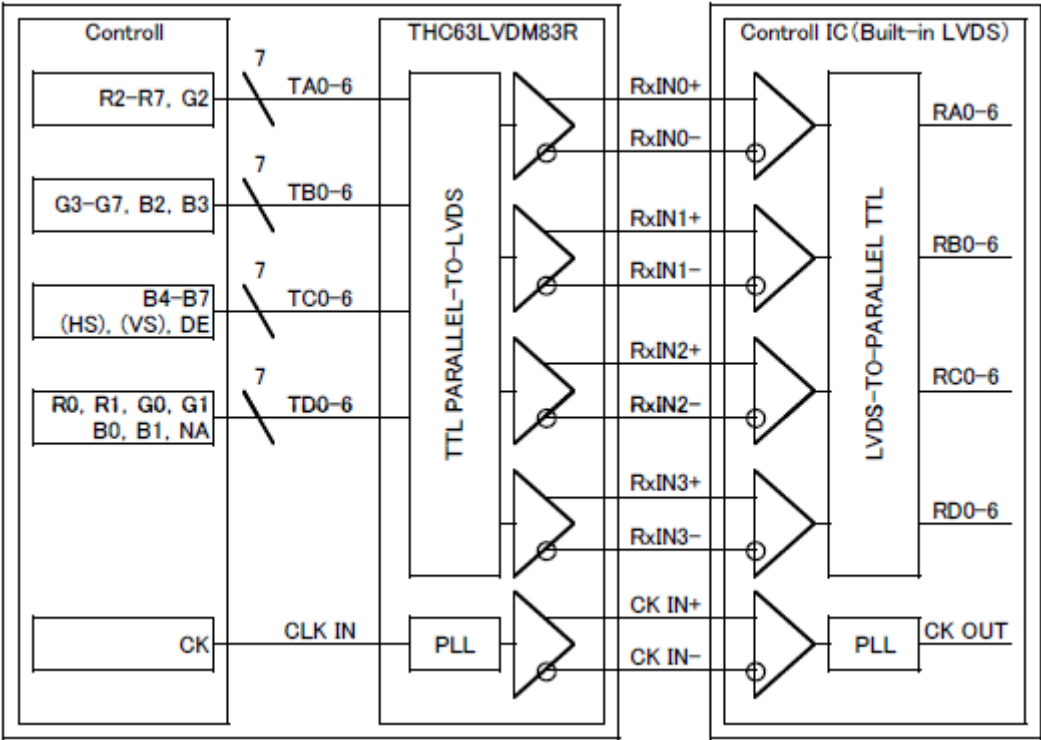 Controll
THC63LVDM83R
Controll IC(Built-in LVDS)
R2-R7, G2
7
TA0-6
RxIN0+
RxIN0-
RA0-6
G3-G7, B2, B3
7
TB0-6
RxIN1+
RxIN1-
RB0-6
B4-B7
(HS), (VS), DE
7
TC0-6
RxIN2+
RxIN2-
RC0-6
R0, R1, G0, G1
B0, B1, NA
7
TD0-6
RxIN3+
RxIN3-
RD0-6
TTL PARALLEL-TO-LVDS
LVDS-TO-PARALLEL TTL
CK
CLK IN
PLL
CK IN+
CK IN-
PLL
CK OUT